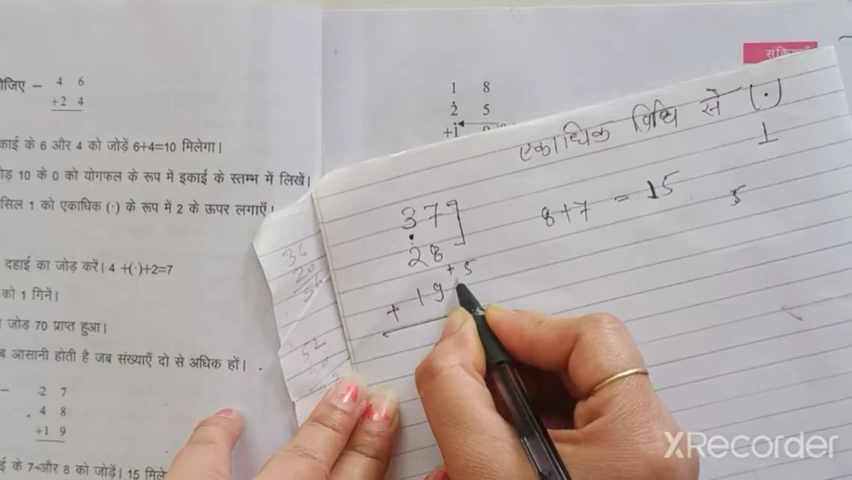 संक्रियाएँ
जिए – 4 6
+2 4
काई के 6 और 4 को जोड़ें 6+4=10 मिलेगा।
ोड़ 10 के 0 को योगफल के रूप में इकाई के स्तम्भ में लिखें।
सिल 1 को एकाधिक (·) के रूप में 2 के ऊपर लगाएँ।
दहाई का जोड़ करें। 4 +(·)+2=7
को 1 गिनें।
जोड़ 70 प्राप्त हुआ।
आसानी होती है जब संख्याएँ दो से अधिक हों।
– 2 7
4 8
+1 9
ई के 7 और 8 को जोड़ें। 15 मिले
1 8
2 5
+1
एकाधिक विधि से (·)
1
37
28
+5
+ 19
8+7 = 15
5
36
20
56
52
XRecorder